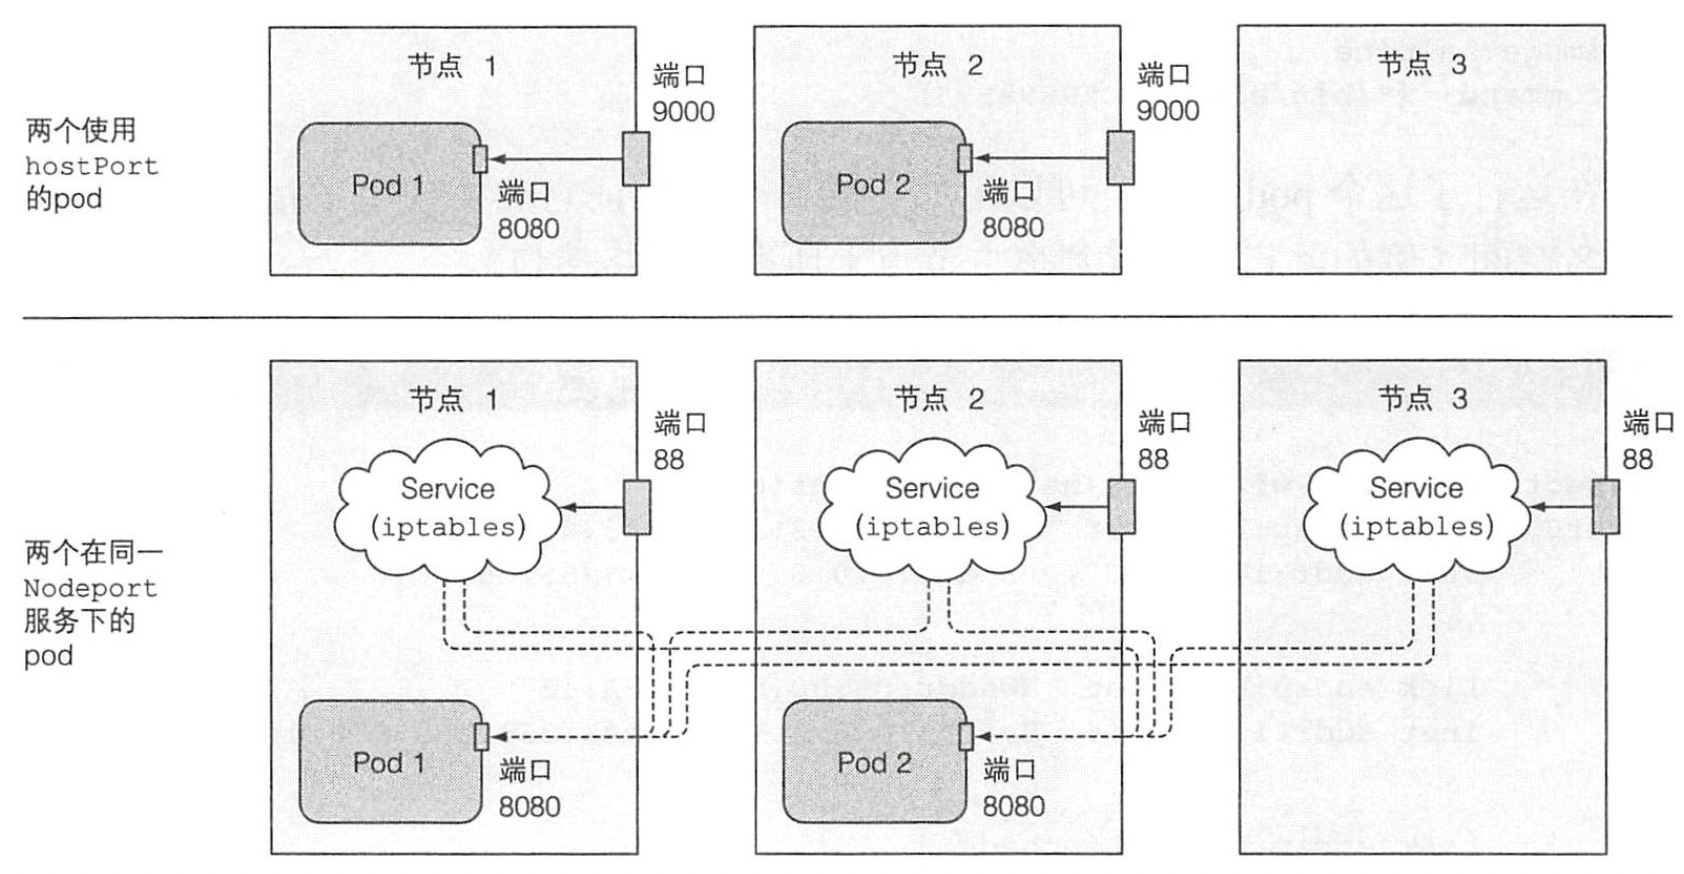 两个使用
hostPort
的pod
节点 1
端口
9000
Pod 1
端口
8080
节点 2
端口
9000
Pod 2
端口
8080
节点 3
两个在同一
Nodeport
服务下的
pod
节点 1
端口
88
Service
(iptables)
Pod 1
端口
8080
节点 2
端口
88
Service
(iptables)
Pod 2
端口
8080
节点 3
端口
88
Service
(iptables)